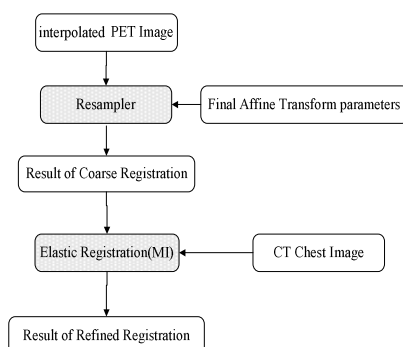 interpolated PET Image
Resampler
Final Affine Transform parameters
Result of Coarse Registration
Elastic Registration(MI)
CT Chest Image
Result of Refined Registration